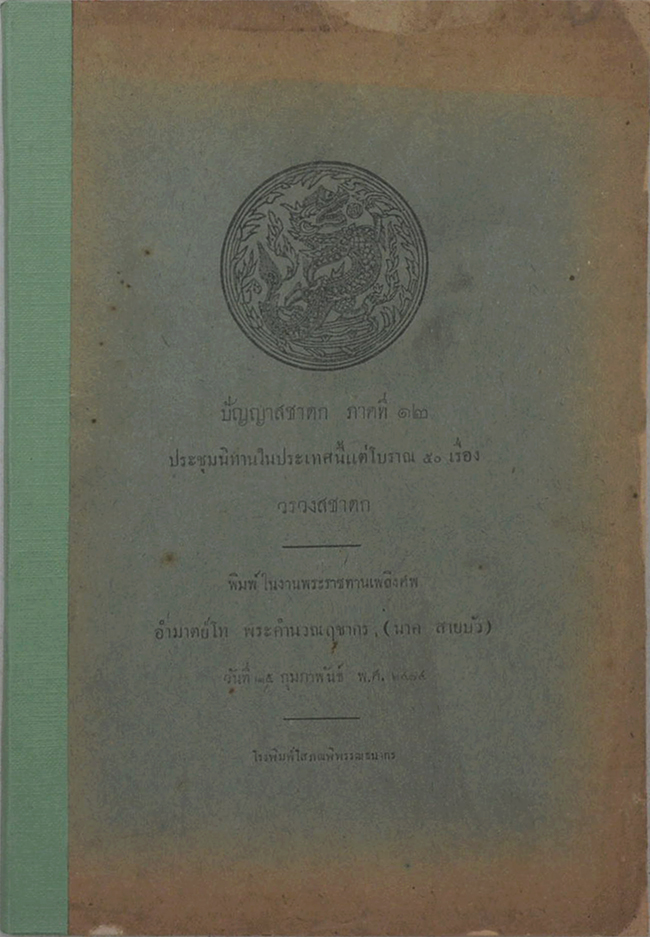 ปัญญาสชาดก ภาคที่ ๑๒
ประชุมนิทานในประเทศนี้แต่โบราณ ๕๐ เรื่อง
วรวงสชาดก
พิมพ์ในงานพระราชทานเพลิงศพ
อำมาตย์โท พระคำนวณฤชากร, (นาค สายบัว)
วันที่ ๑๕ กุมภาพันธ์ พ.ศ.
โรงพิมพ์โสภณพิพรรฒธนากร